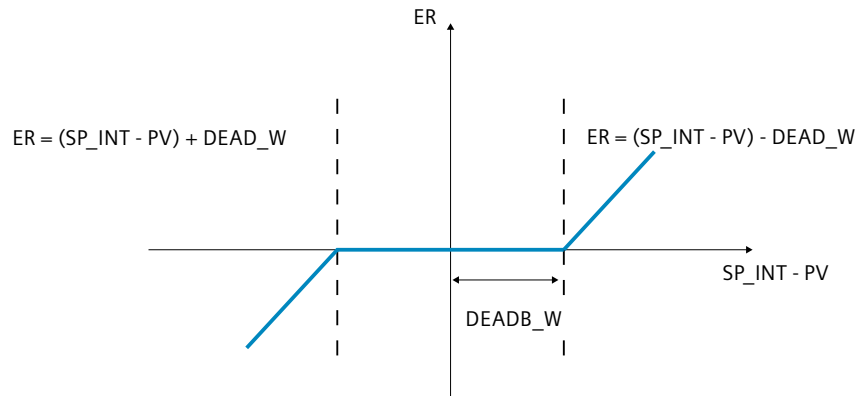 ER
ER = (SP_INT - PV) + DEAD_W
ER = (SP_INT - PV) - DEAD_W
SP_INT - PV
DEADB_W